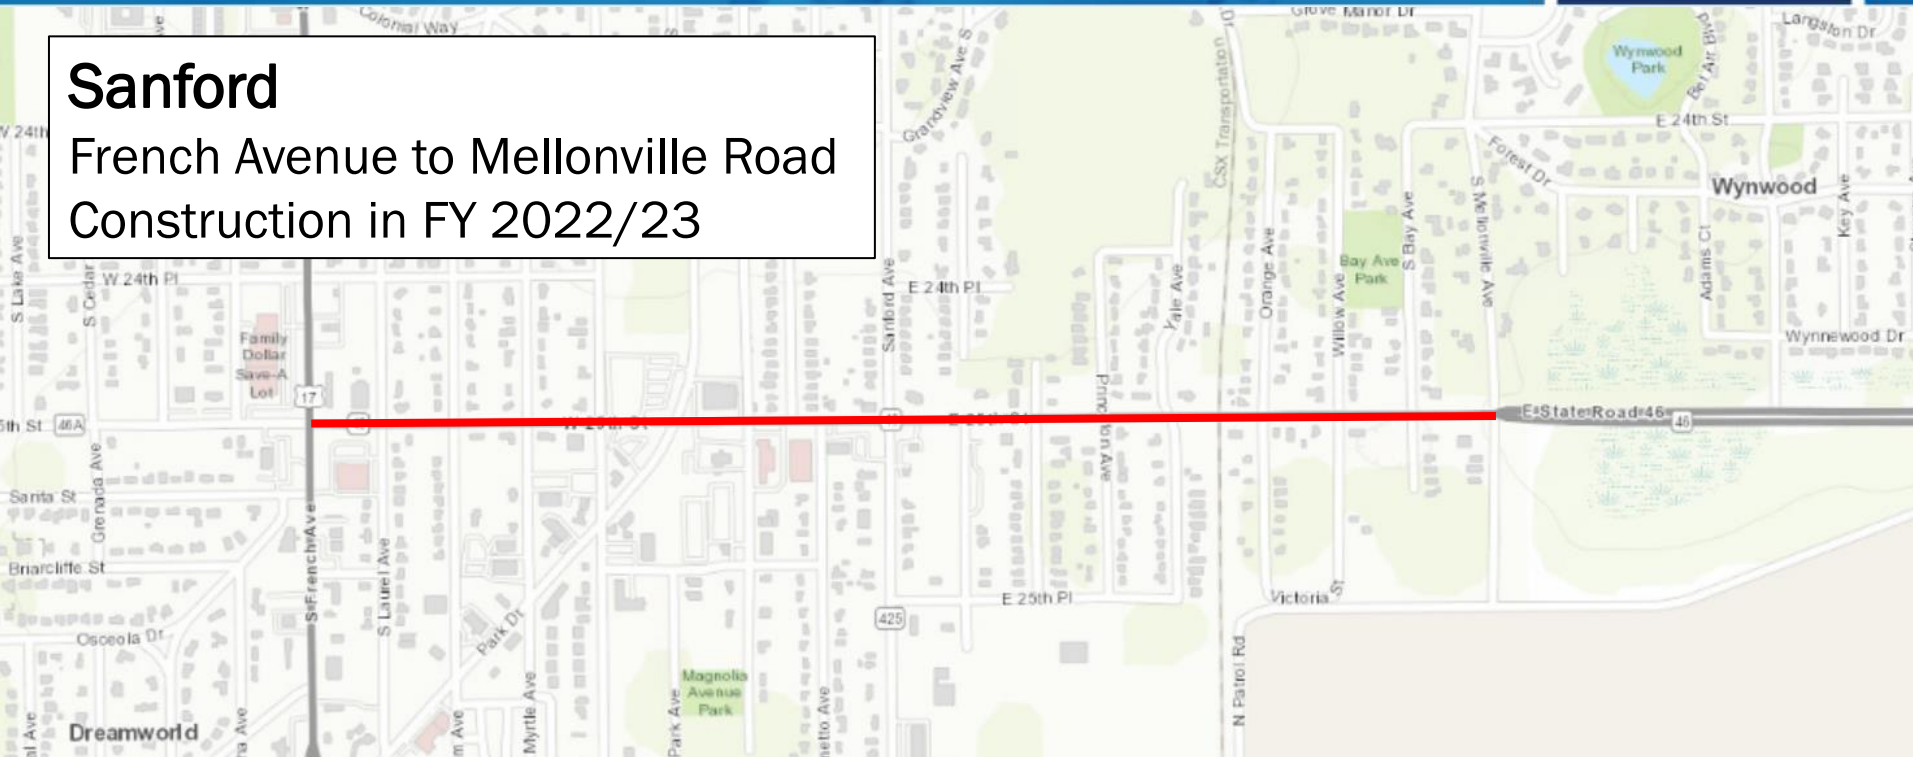 Sanford
French Avenue to Mellonville Road
Construction in FY 2022/23
Colonial Way
Grove Manor Dr
Langston Dr
Wynwood
Park
Bel Air Blvd
Grandview Ave S
CSX Transportation
W 24th
E 24th St
Forest Dr
Wynwood
S Mellonville Ave
S Bay Ave
Key Ave
S Lake Ave
S Cedar
W 24th Pl
Sanford Ave
E 24th Pl
Yale Ave
Orange Ave
Willow Ave
Bay Ave
Park
Adams Ct
Wynnewood Dr
Family
Dollar
Save-A
Lot
17
46A
E State Road 46
46
Grenada Ave
Santa St
S French Ave
Briarcliffe St
S Laurel Ave
Osceola Dr
Park Dr
E 25th Pl
425
Victoria St
N Patrol Rd
Magnolia
Avenue
Park
Park Ave
Myrtle Ave
Dreamworld